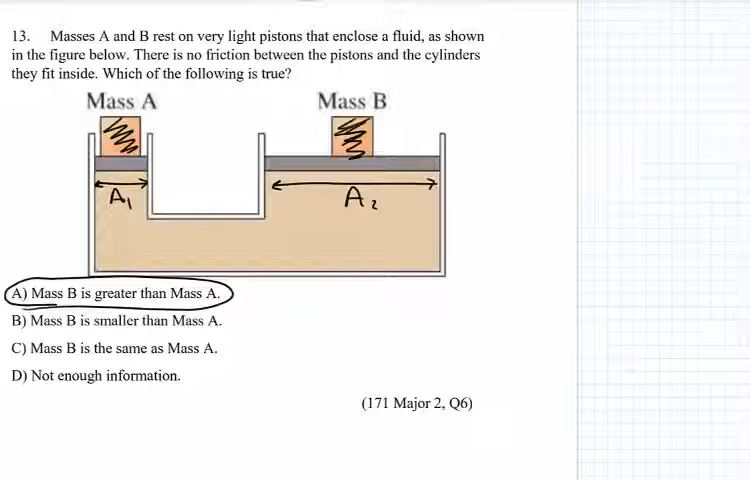 13. Masses A and B rest on very light pistons that enclose a fluid, as shown
in the figure below. There is no friction between the pistons and the cylinders
they fit inside. Which of the following is true?
Mass A Mass B
A₁ A₂
A) Mass B is greater than Mass A.
B) Mass B is smaller than Mass A.
C) Mass B is the same as Mass A.
D) Not enough information.
(171 Major 2, Q6)